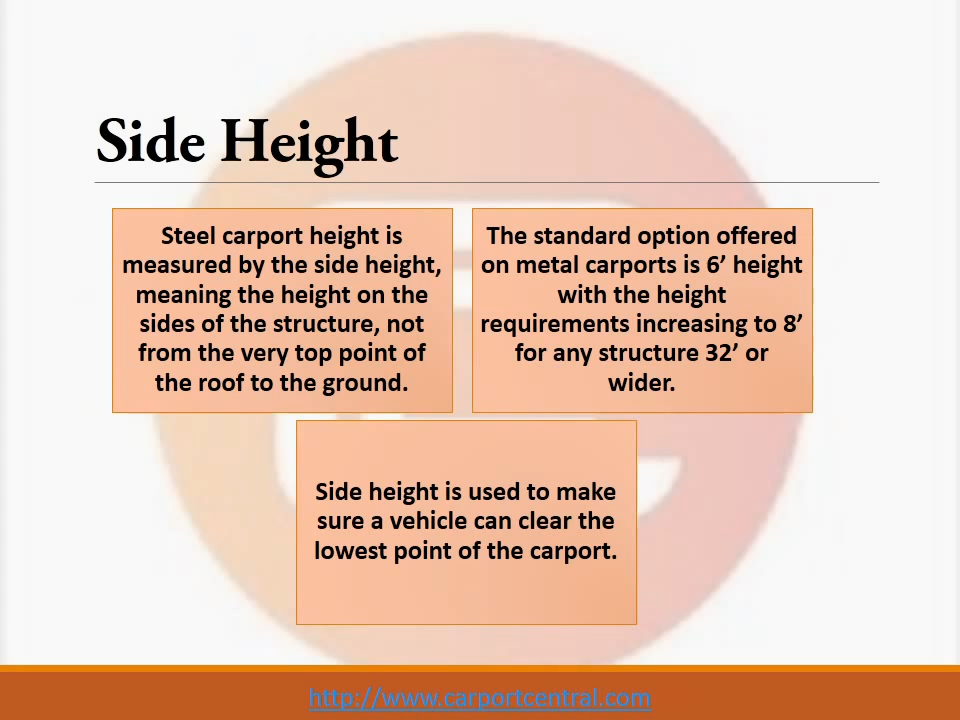 Side Height
Steel carport height is
measured by the side height,
meaning the height on the
sides of the structure, not
from the very top point of
the roof to the ground.
The standard option offered
on metal carports is 6’ height
with the height
requirements increasing to 8’
for any structure 32’ or
wider.
Side height is used to make
sure a vehicle can clear the
lowest point of the carport.
http://www.carportcentral.com